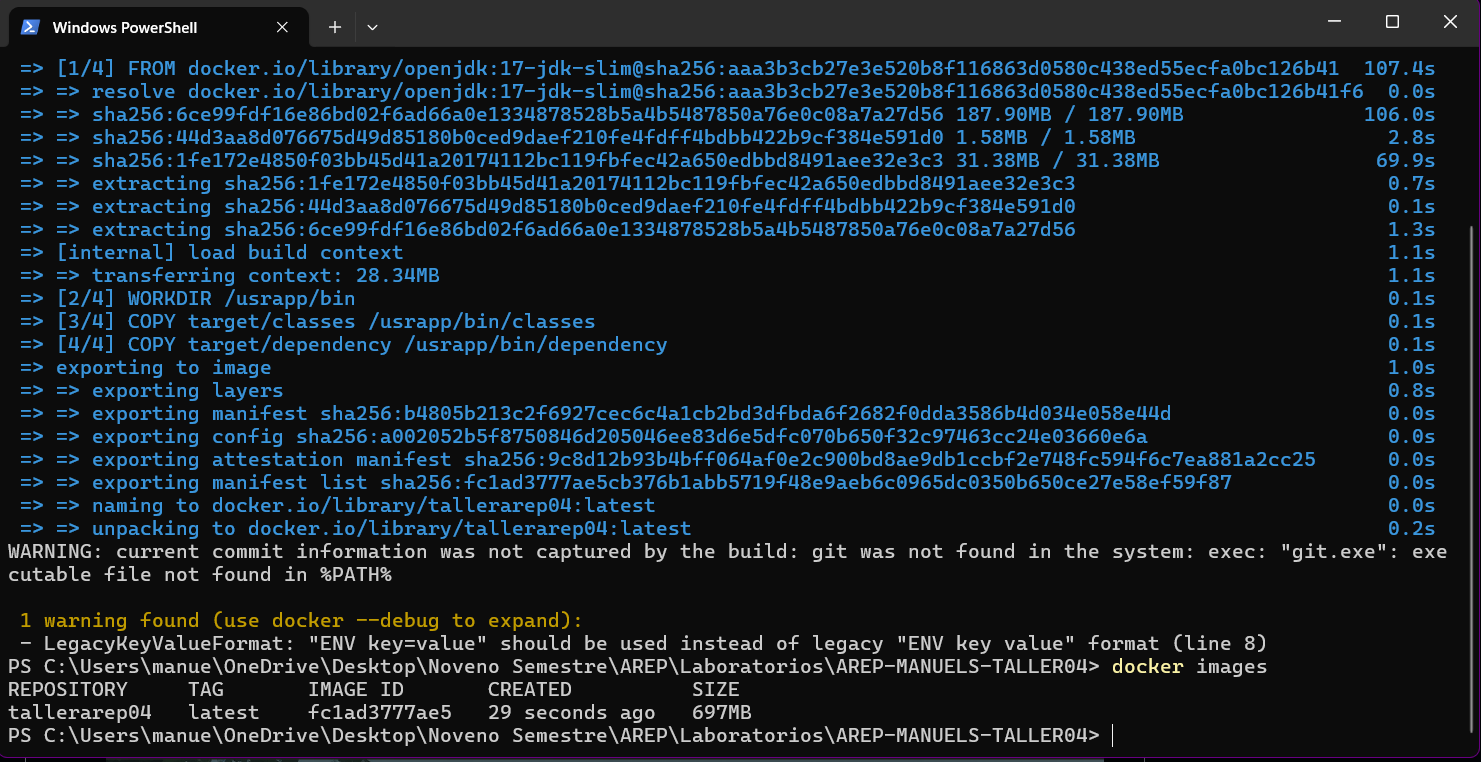 Windows PowerShell
=> [1/4] FROM docker.io/library/openjdk:17-jdk-slim@sha256:aaa3b3cb27e3e520b8f116863d0580c438ed55ecfa0bc126b41 107.4s
=> => resolve docker.io/library/openjdk:17-jdk-slim@sha256:aaa3b3cb27e3e520b8f116863d0580c438ed55ecfa0bc126b41f6 0.0s
=> => sha256:6ce99fdf16e86bd02f6ad66a0e1334878528b5a4b5487850a76e0c08a7a27d56 187.90MB / 187.90MB 106.0s
=> => sha256:44d3aa8d076675d49d85180b0ced9daef210fe4fdff4bdbb422b9cf384e591d0 1.58MB / 1.58MB 2.8s
=> => sha256:1fe172e4850f03bb45d41a20174112bc119fbfec42a650edbbd8491aee32e3c3 31.38MB / 31.38MB 69.9s
=> => extracting sha256:1fe172e4850f03bb45d41a20174112bc119fbfec42a650edbbd8491aee32e3c3 0.7s
=> => extracting sha256:44d3aa8d076675d49d85180b0ced9daef210fe4fdff4bdbb422b9cf384e591d0 0.1s
=> => extracting sha256:6ce99fdf16e86bd02f6ad66a0e1334878528b5a4b5487850a76e0c08a7a27d56 1.3s
=> [internal] load build context 1.1s
=> => transferring context: 28.34MB 1.1s
=> [2/4] WORKDIR /usrapp/bin 0.1s
=> [3/4] COPY target/classes /usrapp/bin/classes 0.1s
=> [4/4] COPY target/dependency /usrapp/bin/dependency 0.1s
=> exporting to image 1.0s
=> => exporting layers 0.8s
=> => exporting manifest sha256:b4805b213c2f6927cec6c4a1cb2bd3dfbda6f2682f0dda3586b4d034e058e44d 0.0s
=> => exporting config sha256:a002052b5f8750846d205046ee83d6e5dfc070b650f32c97463cc24e03660e6a 0.0s
=> => exporting attestation manifest sha256:9c8d12b93b4bff064af0e2c900bd8ae9db1ccbf2e748fc594f6c7ea881a2cc25 0.0s
=> => exporting manifest list sha256:fc1ad3777ae5cb376b1abb5719f48e9aeb6c0965dc0350b650ce27e58ef59f87 0.0s
=> => naming to docker.io/library/tallerarep04:latest 0.0s
=> => unpacking to docker.io/library/tallerarep04:latest 0.2s
WARNING: current commit information was not captured by the build: git was not found in the system: exec: "git.exe": exe
cutable file not found in %PATH%
1 warning found (use docker --debug to expand):
- LegacyKeyValueFormat: "ENV key=value" should be used instead of legacy "ENV key value" format (line 8)
PS C:\Users\manue\OneDrive\Desktop\Noveno Semestre\AREP\Laboratorios\AREP-MANUELS-TALLER04> docker images
REPOSITORY TAG IMAGE ID CREATED SIZE
tallerarep04 latest fc1ad3777ae5 29 seconds ago 697MB
PS C:\Users\manue\OneDrive\Desktop\Noveno Semestre\AREP\Laboratorios\AREP-MANUELS-TALLER04>